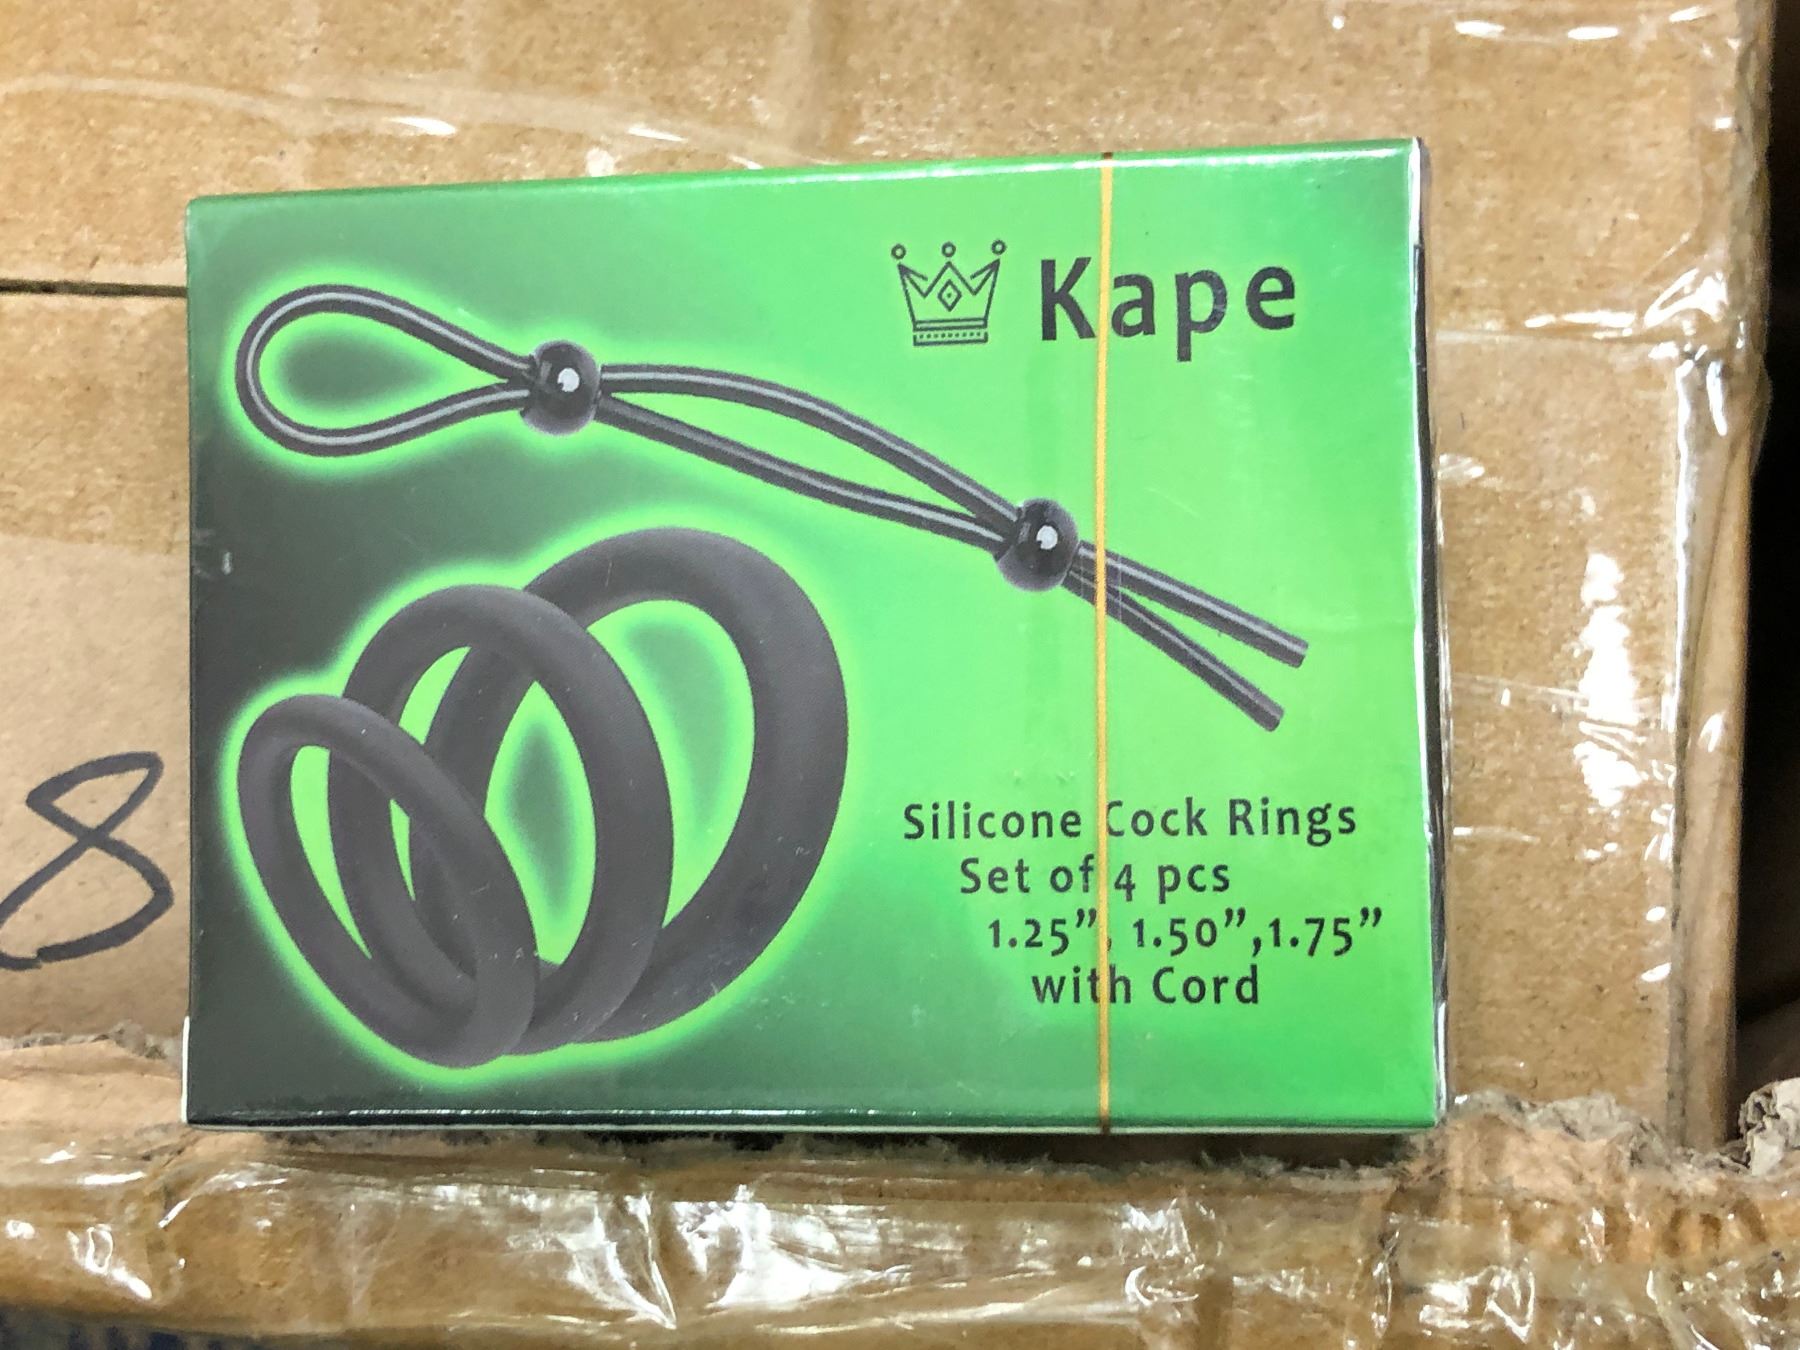 Kape
Silicone Cock Rings
Set of 4 pcs
1.25”, 1.50”,1.75”
with Cord
8